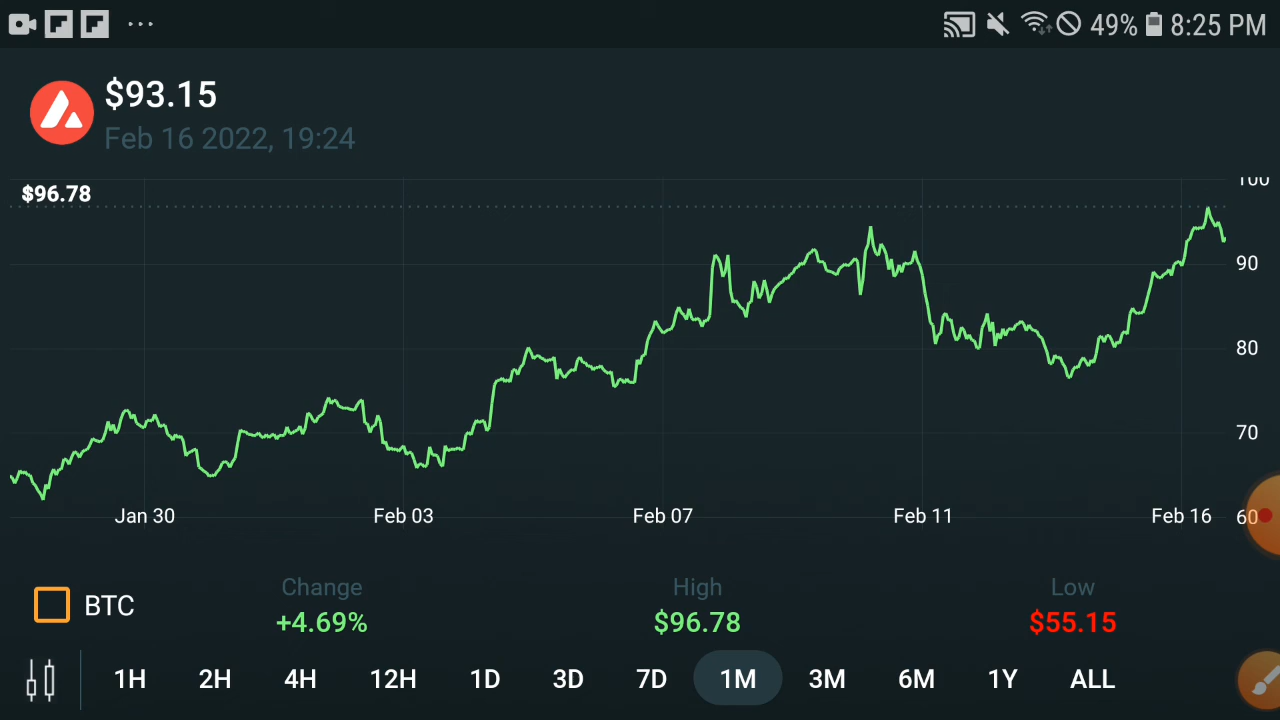 49% 8:25 PM
$93.15
Feb 16 2022, 19:24
$96.78
100
90
80
70
60
Jan 30 Feb 03 Feb 07 Feb 11 Feb 16
BTC
Change High Low
+4.69% $96.78 $55.15
1H 2H 4H 12H 1D 3D 7D 1M 3M 6M 1Y ALL